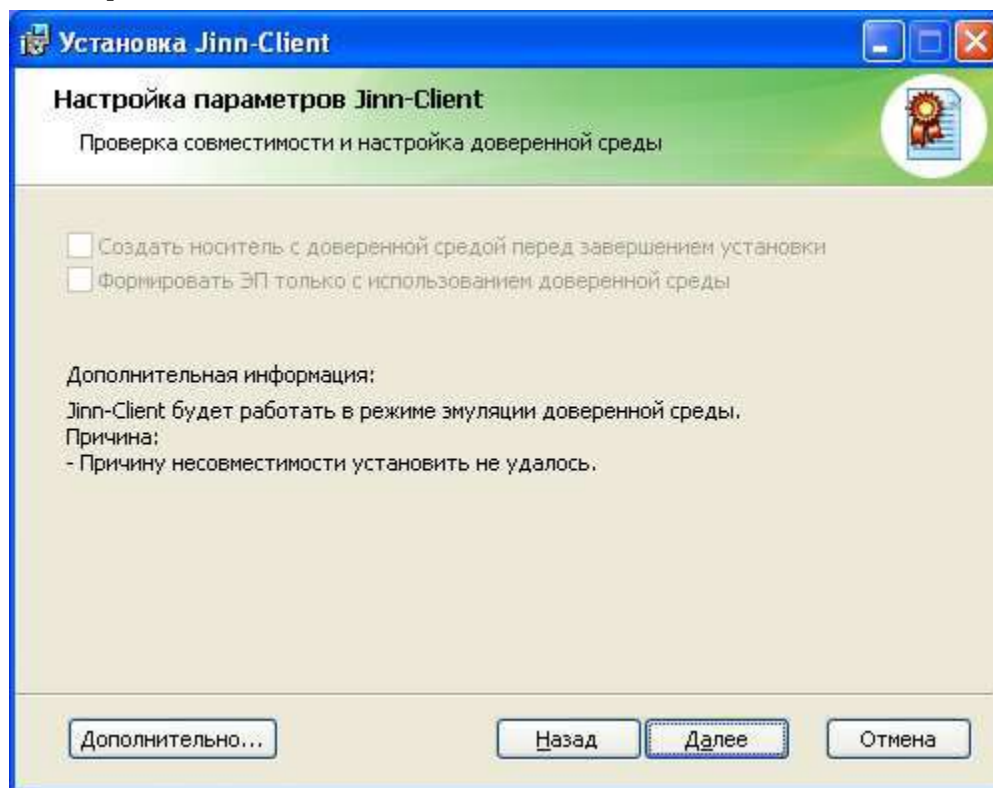 Установка Jinn-Client
Настройка параметров Jinn-Client
Проверка совместимости и настройка доверенной среды
Создать носитель с доверенной средой перед завершением установки
Формировать ЭП только с использованием доверенной среды
Дополнительная информация:
Jinn-Client будет работать в режиме эмуляции доверенной среды.
Причина:
- Причину несовместимости установить не удалось.
Дополнительно...
Назад
Далее
Отмена